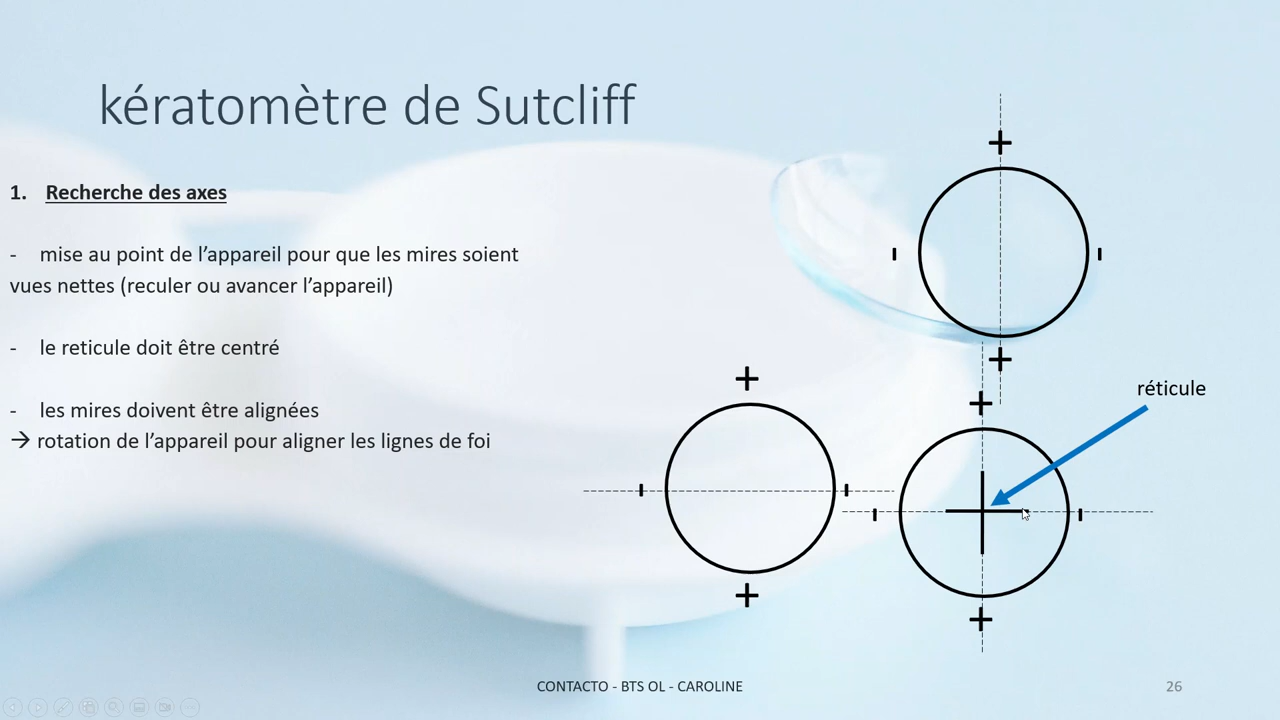 kératomètre de Sutcliff
1. Recherche des axes
- mise au point de l’appareil pour que les mires soient
vues nettes (reculer ou avancer l’appareil)
- le reticule doit être centré
- les mires doivent être alignées
→ rotation de l’appareil pour aligner les lignes de foi
réticule
CONTACTO - BTS OL - CAROLINE
26